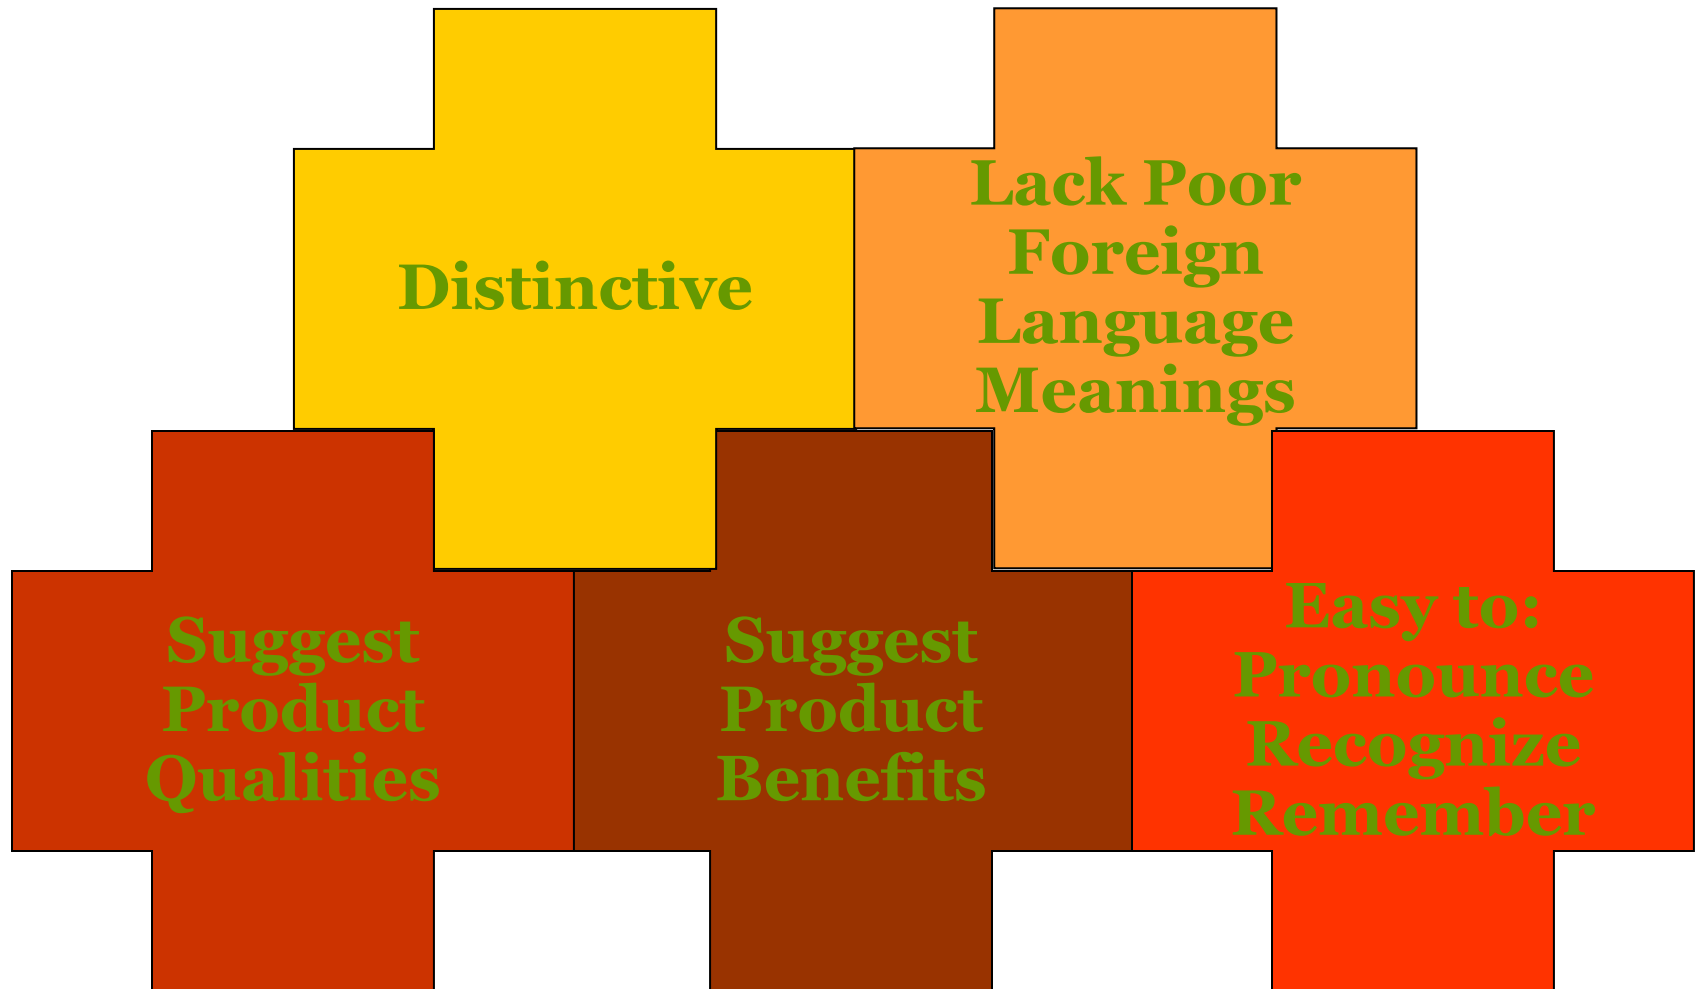 Distinctive
Lack Poor
Foreign
Language
Meanings
Suggest
Product
Qualities
Suggest
Product
Benefits
Easy to:
Pronounce
Recognize
Remember